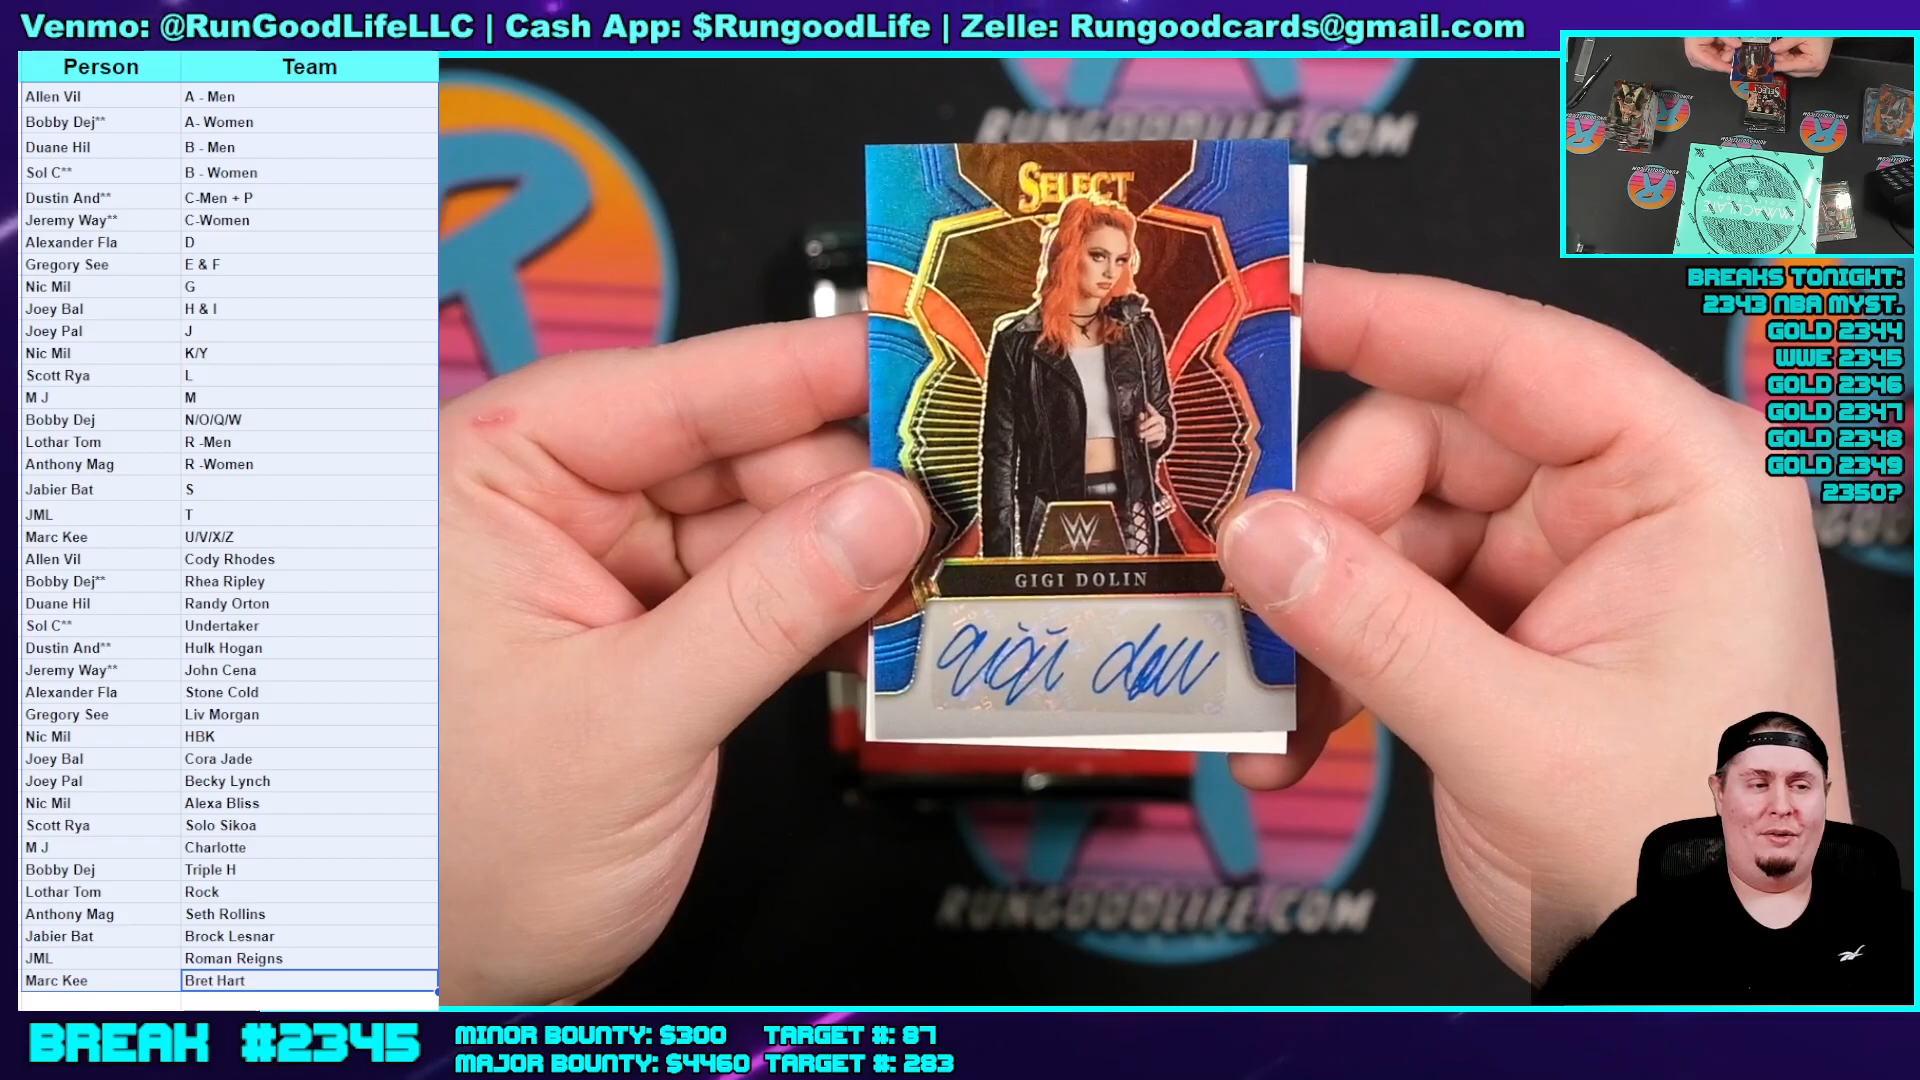 Venmo: @RunGoodLifeLLC | Cash App: $RungoodLife | Zelle: Rungoodcards@gmail.com
Person Team
Allen Vil A - Men
Bobby Dej** A- Women
Duane Hil B - Men
Sol C** B - Women
Dustin And** C-Men + P
Jeremy Way** C-Women
Alexander Fla D
Gregory See E & F
Nic Mil G
Joey Bal H & I
Joey Pal J
Nic Mil K/Y
Scott Rya L
M J M
Bobby Dej N/O/Q/W
Lothar Tom R -Men
Anthony Mag R -Women
Jabier Bat S
JML T
Marc Kee U/V/X/Z
Allen Vil Cody Rhodes
Bobby Dej** Rhea Ripley
Duane Hil Randy Orton
Sol C** Undertaker
Dustin And** Hulk Hogan
Jeremy Way** John Cena
Alexander Fla Stone Cold
Gregory See Liv Morgan
Nic Mil HBK
Joey Bal Cora Jade
Joey Pal Becky Lynch
Nic Mil Alexa Bliss
Scott Rya Solo Sikoa
M J Charlotte
Bobby Dej Triple H
Lothar Tom Rock
Anthony Mag Seth Rollins
Jabier Bat Brock Lesnar
JML Roman Reigns
Marc Kee Bret Hart
RUNGOODLIFE.COM
SELECT
W
GIGI DOLIN
gigi dolin
RUNGOODLIFE.COM
SELECT
IMMACULATE
BREAKS TONIGHT:
2343 NBA MYST.
GOLD 2344
WWE 2345
GOLD 2346
GOLD 2347
GOLD 2348
GOLD 2349
2350?
BREAK #2345
MINOR BOUNTY: $300 TARGET #: 87
MAJOR BOUNTY: $4460 TARGET #: 283